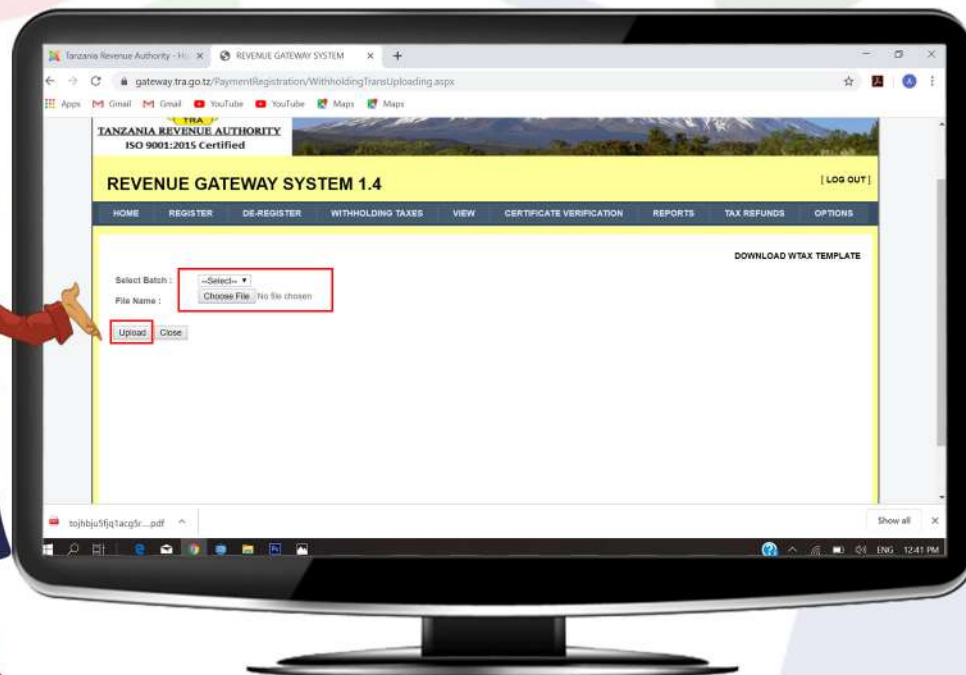 Tanzania Revenue Authority - Ho
REVENUE GATEWAY SYSTEM
gateway.tra.go.tz/PaymentRegistration/WithholdingTransUploading.aspx
Apps Gmail Gmail YouTube YouTube Maps Maps
TRA
TANZANIA REVENUE AUTHORITY
ISO 9001:2015 Certified
REVENUE GATEWAY SYSTEM 1.4
[ LOG OUT ]
HOME REGISTER DE-REGISTER WITHHOLDING TAXES VIEW CERTIFICATE VERIFICATION REPORTS TAX REFUNDS OPTIONS
DOWNLOAD WTAX TEMPLATE
Select Batch : --Select--
File Name : Choose File No file chosen
Upload Close
tojhbju5fjq1acg5r....pdf
Show all
ENG 12:41 PM